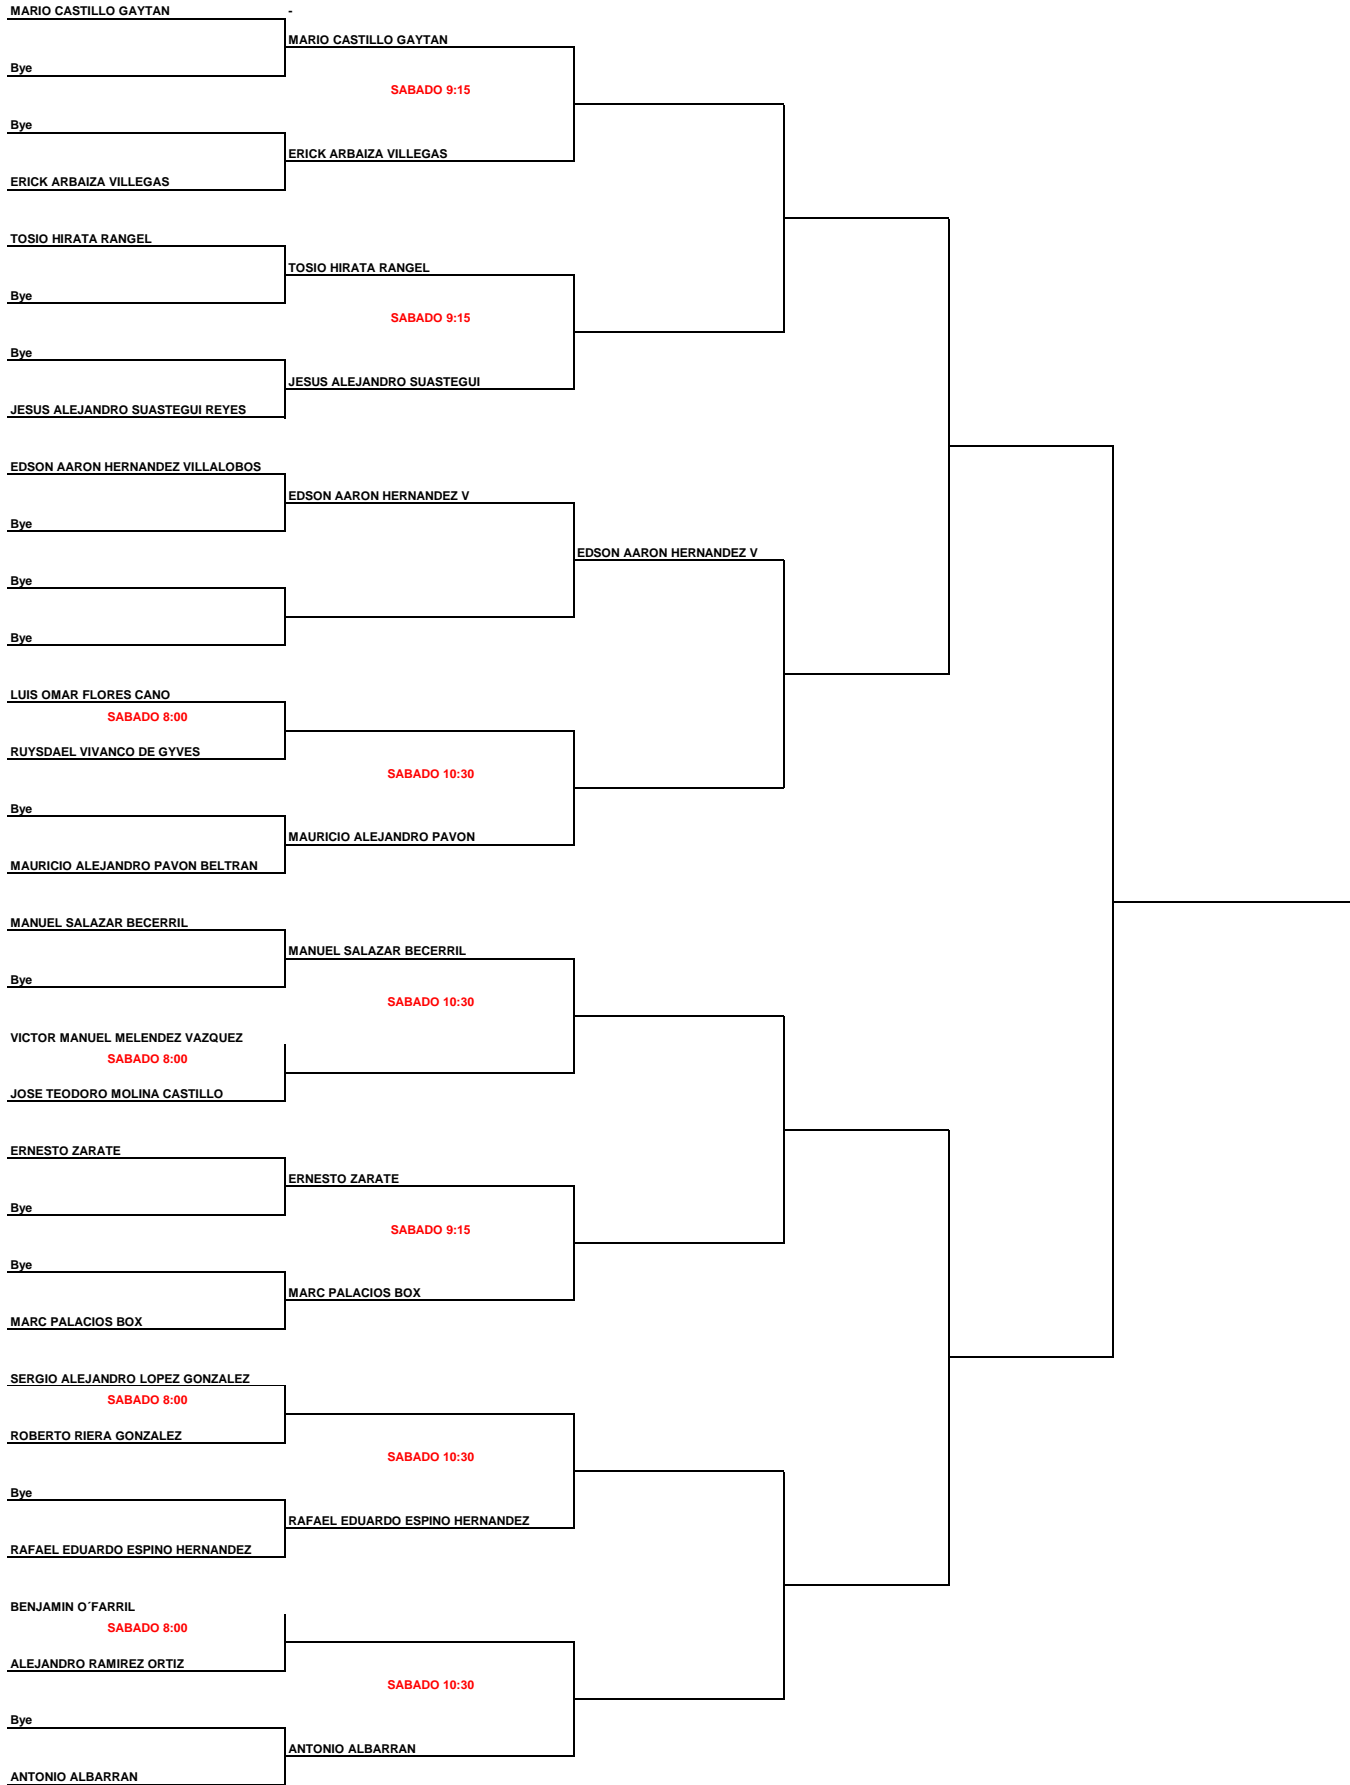 MARIO CASTILLO GAYTAN
-
MARIO CASTILLO GAYTAN
Bye
SABADO 9:15
Bye
ERICK ARBAIZA VILLEGAS
ERICK ARBAIZA VILLEGAS
TOSIO HIRATA RANGEL
TOSIO HIRATA RANGEL
Bye
SABADO 9:15
Bye
JESUS ALEJANDRO SUASTEGUI
JESUS ALEJANDRO SUASTEGUI REYES
EDSON AARON HERNANDEZ VILLALOBOS
EDSON AARON HERNANDEZ V
Bye
EDSON AARON HERNANDEZ V
Bye
Bye
LUIS OMAR FLORES CANO
SABADO 8:00
RUYSDAEL VIVANCO DE GYVES
SABADO 10:30
Bye
MAURICIO ALEJANDRO PAVON
MAURICIO ALEJANDRO PAVON BELTRAN
MANUEL SALAZAR BECERRIL
MANUEL SALAZAR BECERRIL
Bye
SABADO 10:30
VICTOR MANUEL MELENDEZ VAZQUEZ
SABADO 8:00
JOSE TEODORO MOLINA CASTILLO
ERNESTO ZARATE
ERNESTO ZARATE
Bye
SABADO 9:15
Bye
MARC PALACIOS BOX
MARC PALACIOS BOX
SERGIO ALEJANDRO LOPEZ GONZALEZ
SABADO 8:00
ROBERTO RIERA GONZALEZ
SABADO 10:30
Bye
RAFAEL EDUARDO ESPINO HERNANDEZ
RAFAEL EDUARDO ESPINO HERNANDEZ
BENJAMIN O´FARRIL
SABADO 8:00
ALEJANDRO RAMIREZ ORTIZ
SABADO 10:30
Bye
ANTONIO ALBARRAN
ANTONIO ALBARRAN